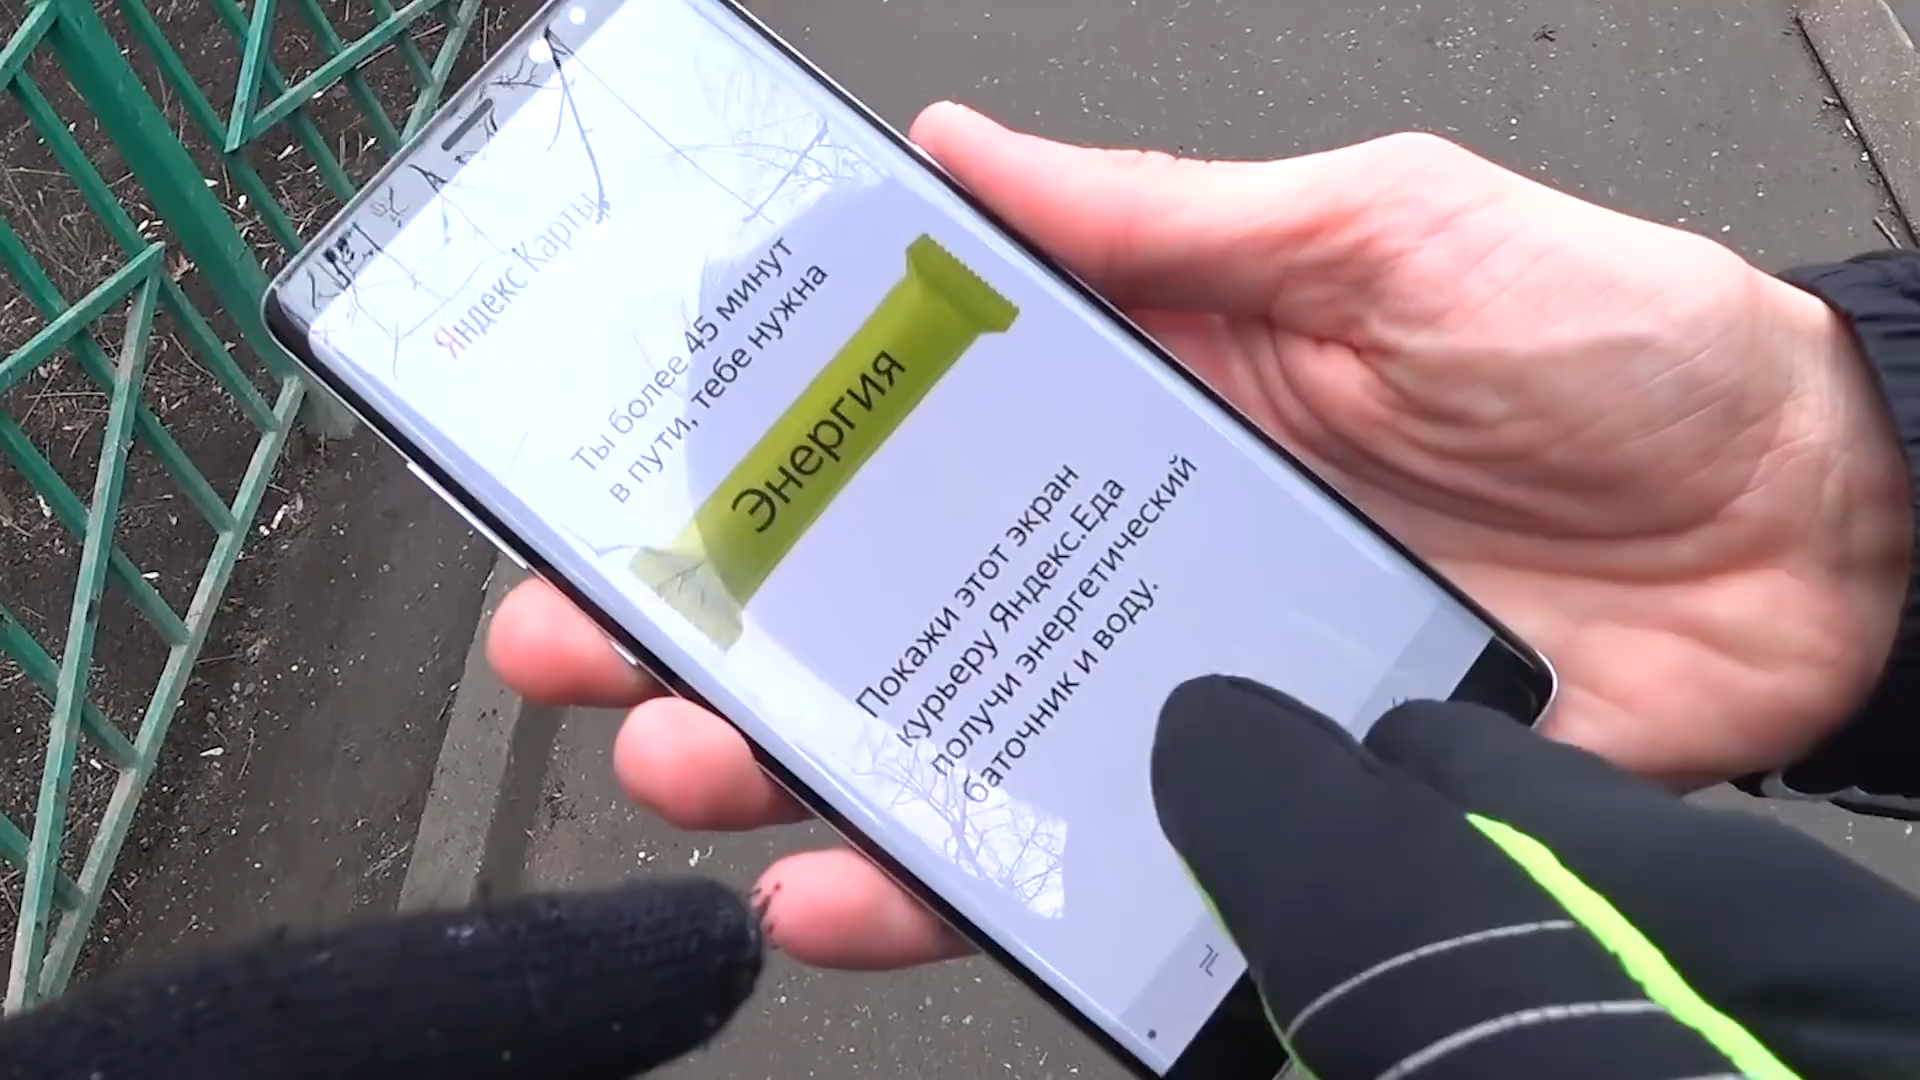 Яндекс Карты
Ты более 45 минут
в пути, тебе нужна
Энергия
Покажи этот экран
курьеру Яндекс.Еда
получи энергетический
баточник и воду.